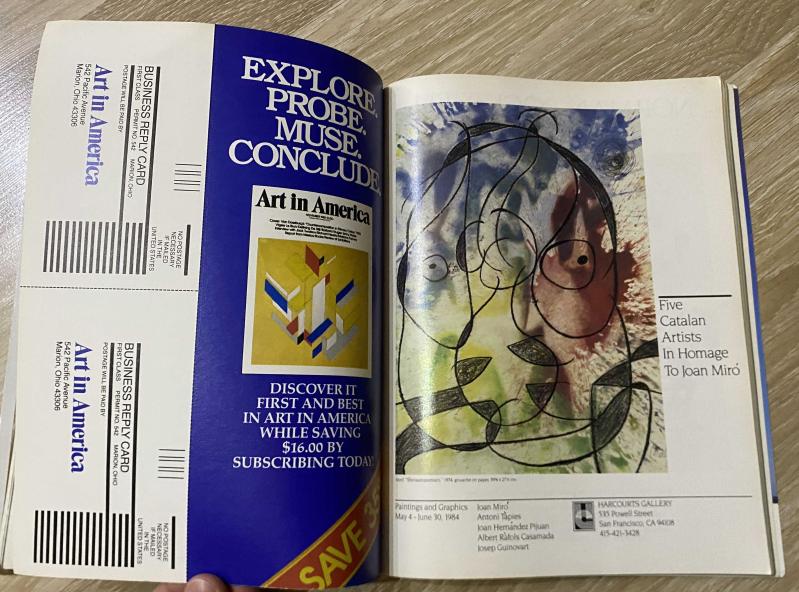 BUSINESS REPLY CARD
FIRST CLASS PERMIT NO. 542 MARION, OHIO
POSTAGE WILL BE PAID BY
Art in America
542 Pacific Avenue
Marion, Ohio 43306
NO POSTAGE
NECESSARY
IF MAILED
IN THE
UNITED STATES
BUSINESS REPLY CARD
FIRST CLASS PERMIT NO. 542 MARION, OHIO
POSTAGE WILL BE PAID BY
Art in America
542 Pacific Avenue
Marion, Ohio 43306
NO POSTAGE
NECESSARY
IF MAILED
IN THE
UNITED STATES
EXPLORE.
PROBE.
MUSE.
CONCLUDE.
Art in America
DISCOVER IT
FIRST AND BEST
IN ART IN AMERICA
WHILE SAVING
$16.00 BY
SUBSCRIBING TODAY!
SAVE 35
Five
Catalan
Artists
In Homage
To Joan Miró
Paintings and Graphics
May 4 - June 30, 1984
Joan Miró
Antoni Tàpies
Joan Hernández Pijuan
Albert Ràfols Casamada
Josep Guinovart
HARCOURTS GALLERY
535 Powell Street
San Francisco, CA 94108
415-421-3428